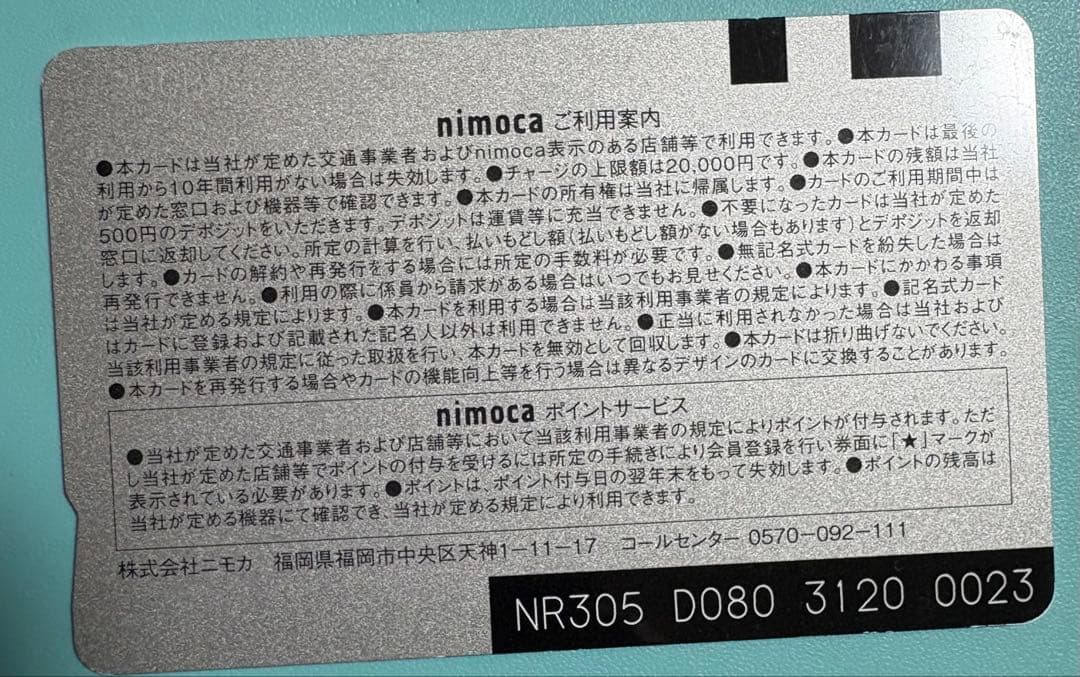 nimoca ご利用案内
●本カードは当社が定めた交通事業者およびnimoca表示のある店舗等で利用できます。●本カードは最後の
利用から10年間利用がない場合は失効します。●チャージの上限額は20,000円です。●本カードの残額は当社
が定めた窓口および機器等で確認できます。●本カードの所有権は当社に帰属します。●カードのご利用期間中は
500円のデポジットをいただきます。デポジットは運賃等に充当できません。●不要になったカードは当社が定めた
窓口に返却してください。所定の計算を行い、払いもどし額(払いもどし額がない場合もあります)とデポジットを返却
します。●カードの解約や再発行をする場合には所定の手数料が必要です。●無記名式カードを紛失した場合は
再発行できません。●利用の際に係員から請求がある場合はいつでもお見せください。●本カードにかかわる事項
は当社が定める規定によります。●本カードを利用する場合は当該利用事業者の規定によります。●記名式カード
はカードに登録および記載された記名人以外は利用できません。●正当に利用されなかった場合は当社および
当該利用事業者の規定に従った取扱を行い、本カードを無効として回収します。●本カードは折り曲げないでください。
●本カードを再発行する場合やカードの機能向上等を行う場合は異なるデザインのカードに交換することがあります。
nimoca ポイントサービス
●当社が定めた交通事業者および店舗等において当該利用事業者の規定によりポイントが付与されます。ただ
し当社が定めた店舗等でポイントの付与を受けるには所定の手続きにより会員登録を行い券面に「★」マークが
表示されている必要があります。●ポイントは、ポイント付与日の翌年末をもって失効します。●ポイントの残高は
当社が定める機器にて確認でき、当社が定める規定により利用できます。
株式会社ニモカ 福岡県福岡市中央区天神1-11-17 コールセンター 0570-092-111
NR305 D080 3120 0023